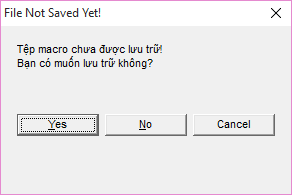 File Not Saved Yet!
Tệp macro chưa được lưu trữ!
Bạn có muốn lưu trữ không?
Yes No Cancel